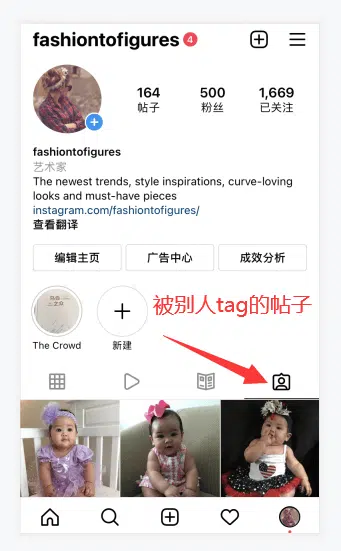 fashiontofigures 4
164 500 1,669
帖子 粉丝 已关注
fashiontofigures
艺术家
The newest trends, style inspirations, curve-loving
looks and must-have pieces
instagram.com/fashiontofigures/
查看翻译
编辑主页 广告中心 成效分析
被别人tag的帖子
The Crowd 新建